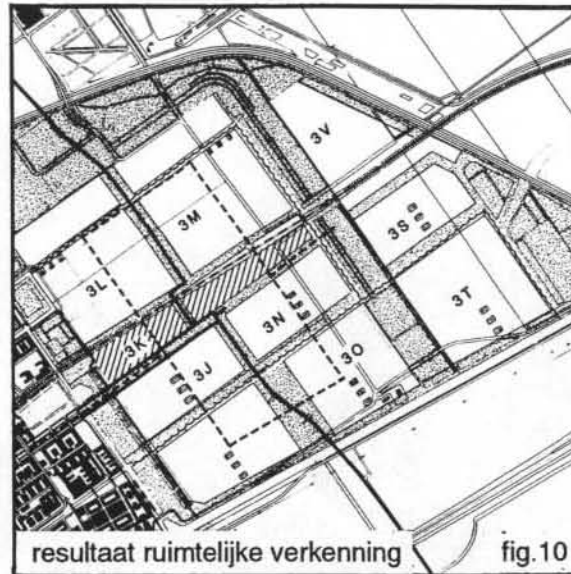 3V
3M
3S
3L
3T
3N
3K
3O
3J
resultaat ruimtelijke verkenning fig.10